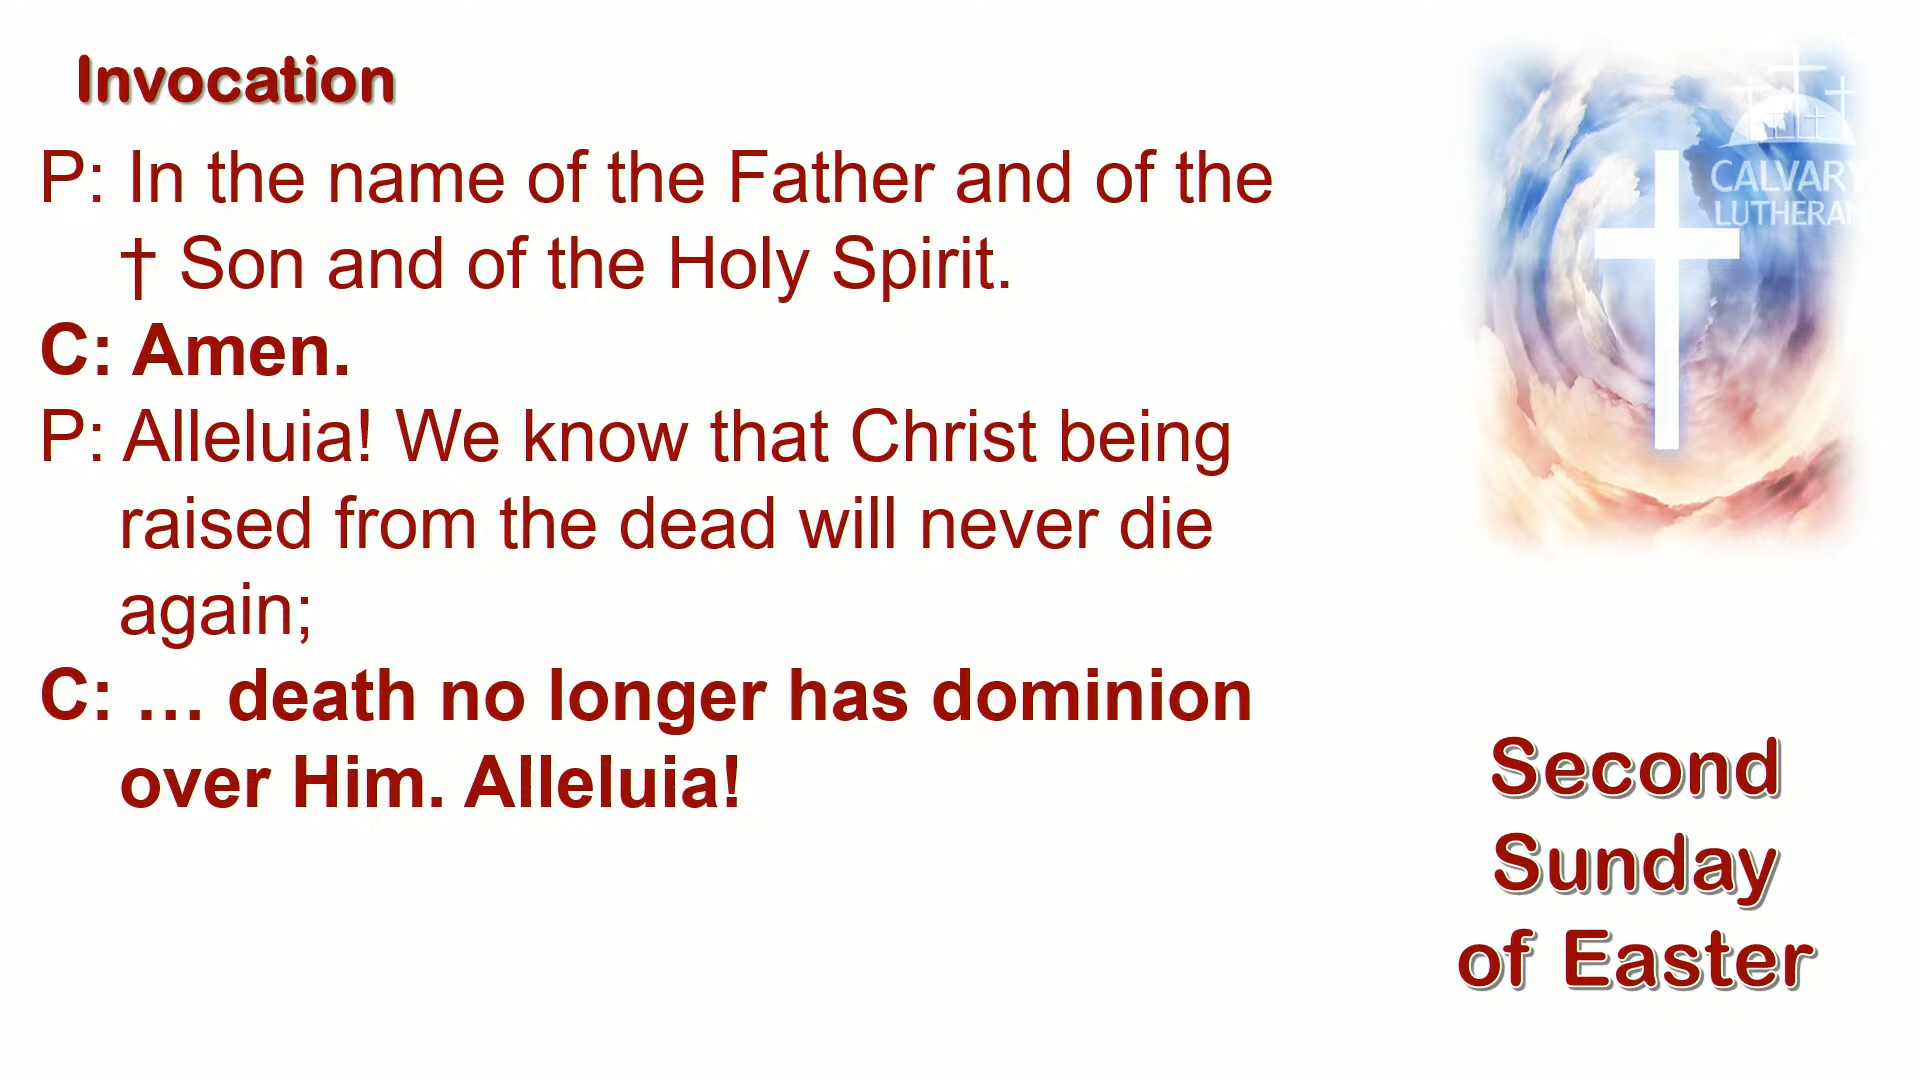 Invocation
P: In the name of the Father and of the
† Son and of the Holy Spirit.
C: Amen.
P: Alleluia! We know that Christ being
raised from the dead will never die
again;
C: … death no longer has dominion
over Him. Alleluia!
CALVARY
LUTHERAN
Second
Sunday
of Easter